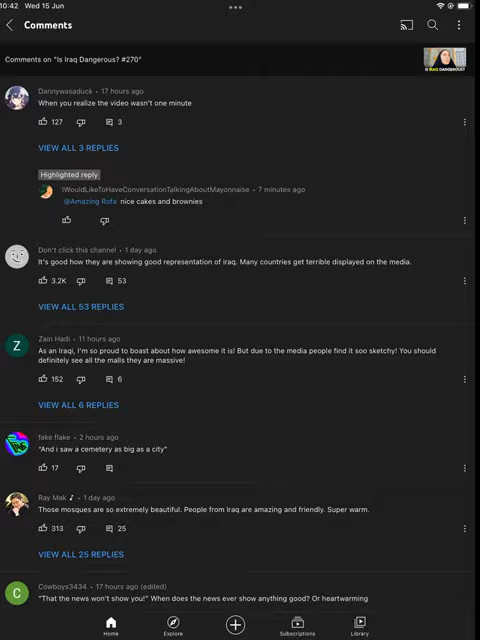 10:42 Wed 15 Jun
Comments
Comments on "Is Iraq Dangerous? #270"
IS IRAQ DANGEROUS?
Dannywasaduck • 17 hours ago
When you realize the video wasn't one minute
127 3
VIEW ALL 3 REPLIES
Highlighted reply
IWouldLikeToHaveConversationTalkingAboutMayonnaise • 7 minutes ago
@Amazing Rofa nice cakes and brownies
Don't click this channel • 1 day ago
It's good how they are showing good representation of iraq. Many countries get terrible displayed on the media.
3.2K 53
VIEW ALL 53 REPLIES
Z
Zain Hadi • 11 hours ago
As an Iraqi, I'm so proud to boast about how awesome it is! But due to the media people find it soo sketchy! You should
definitely see all the malls they are massive!
152 6
VIEW ALL 6 REPLIES
fake flake • 2 hours ago
"And i saw a cemetery as big as a city"
17
Ray Mak • 1 day ago
Those mosques are so extremely beautiful. People from Iraq are amazing and friendly. Super warm.
313 25
VIEW ALL 25 REPLIES
C
Cowboys3434 • 17 hours ago (edited)
"That the news won't show you!" When does the news ever show anything good? Or heartwarming
Home Explore Subscriptions Library